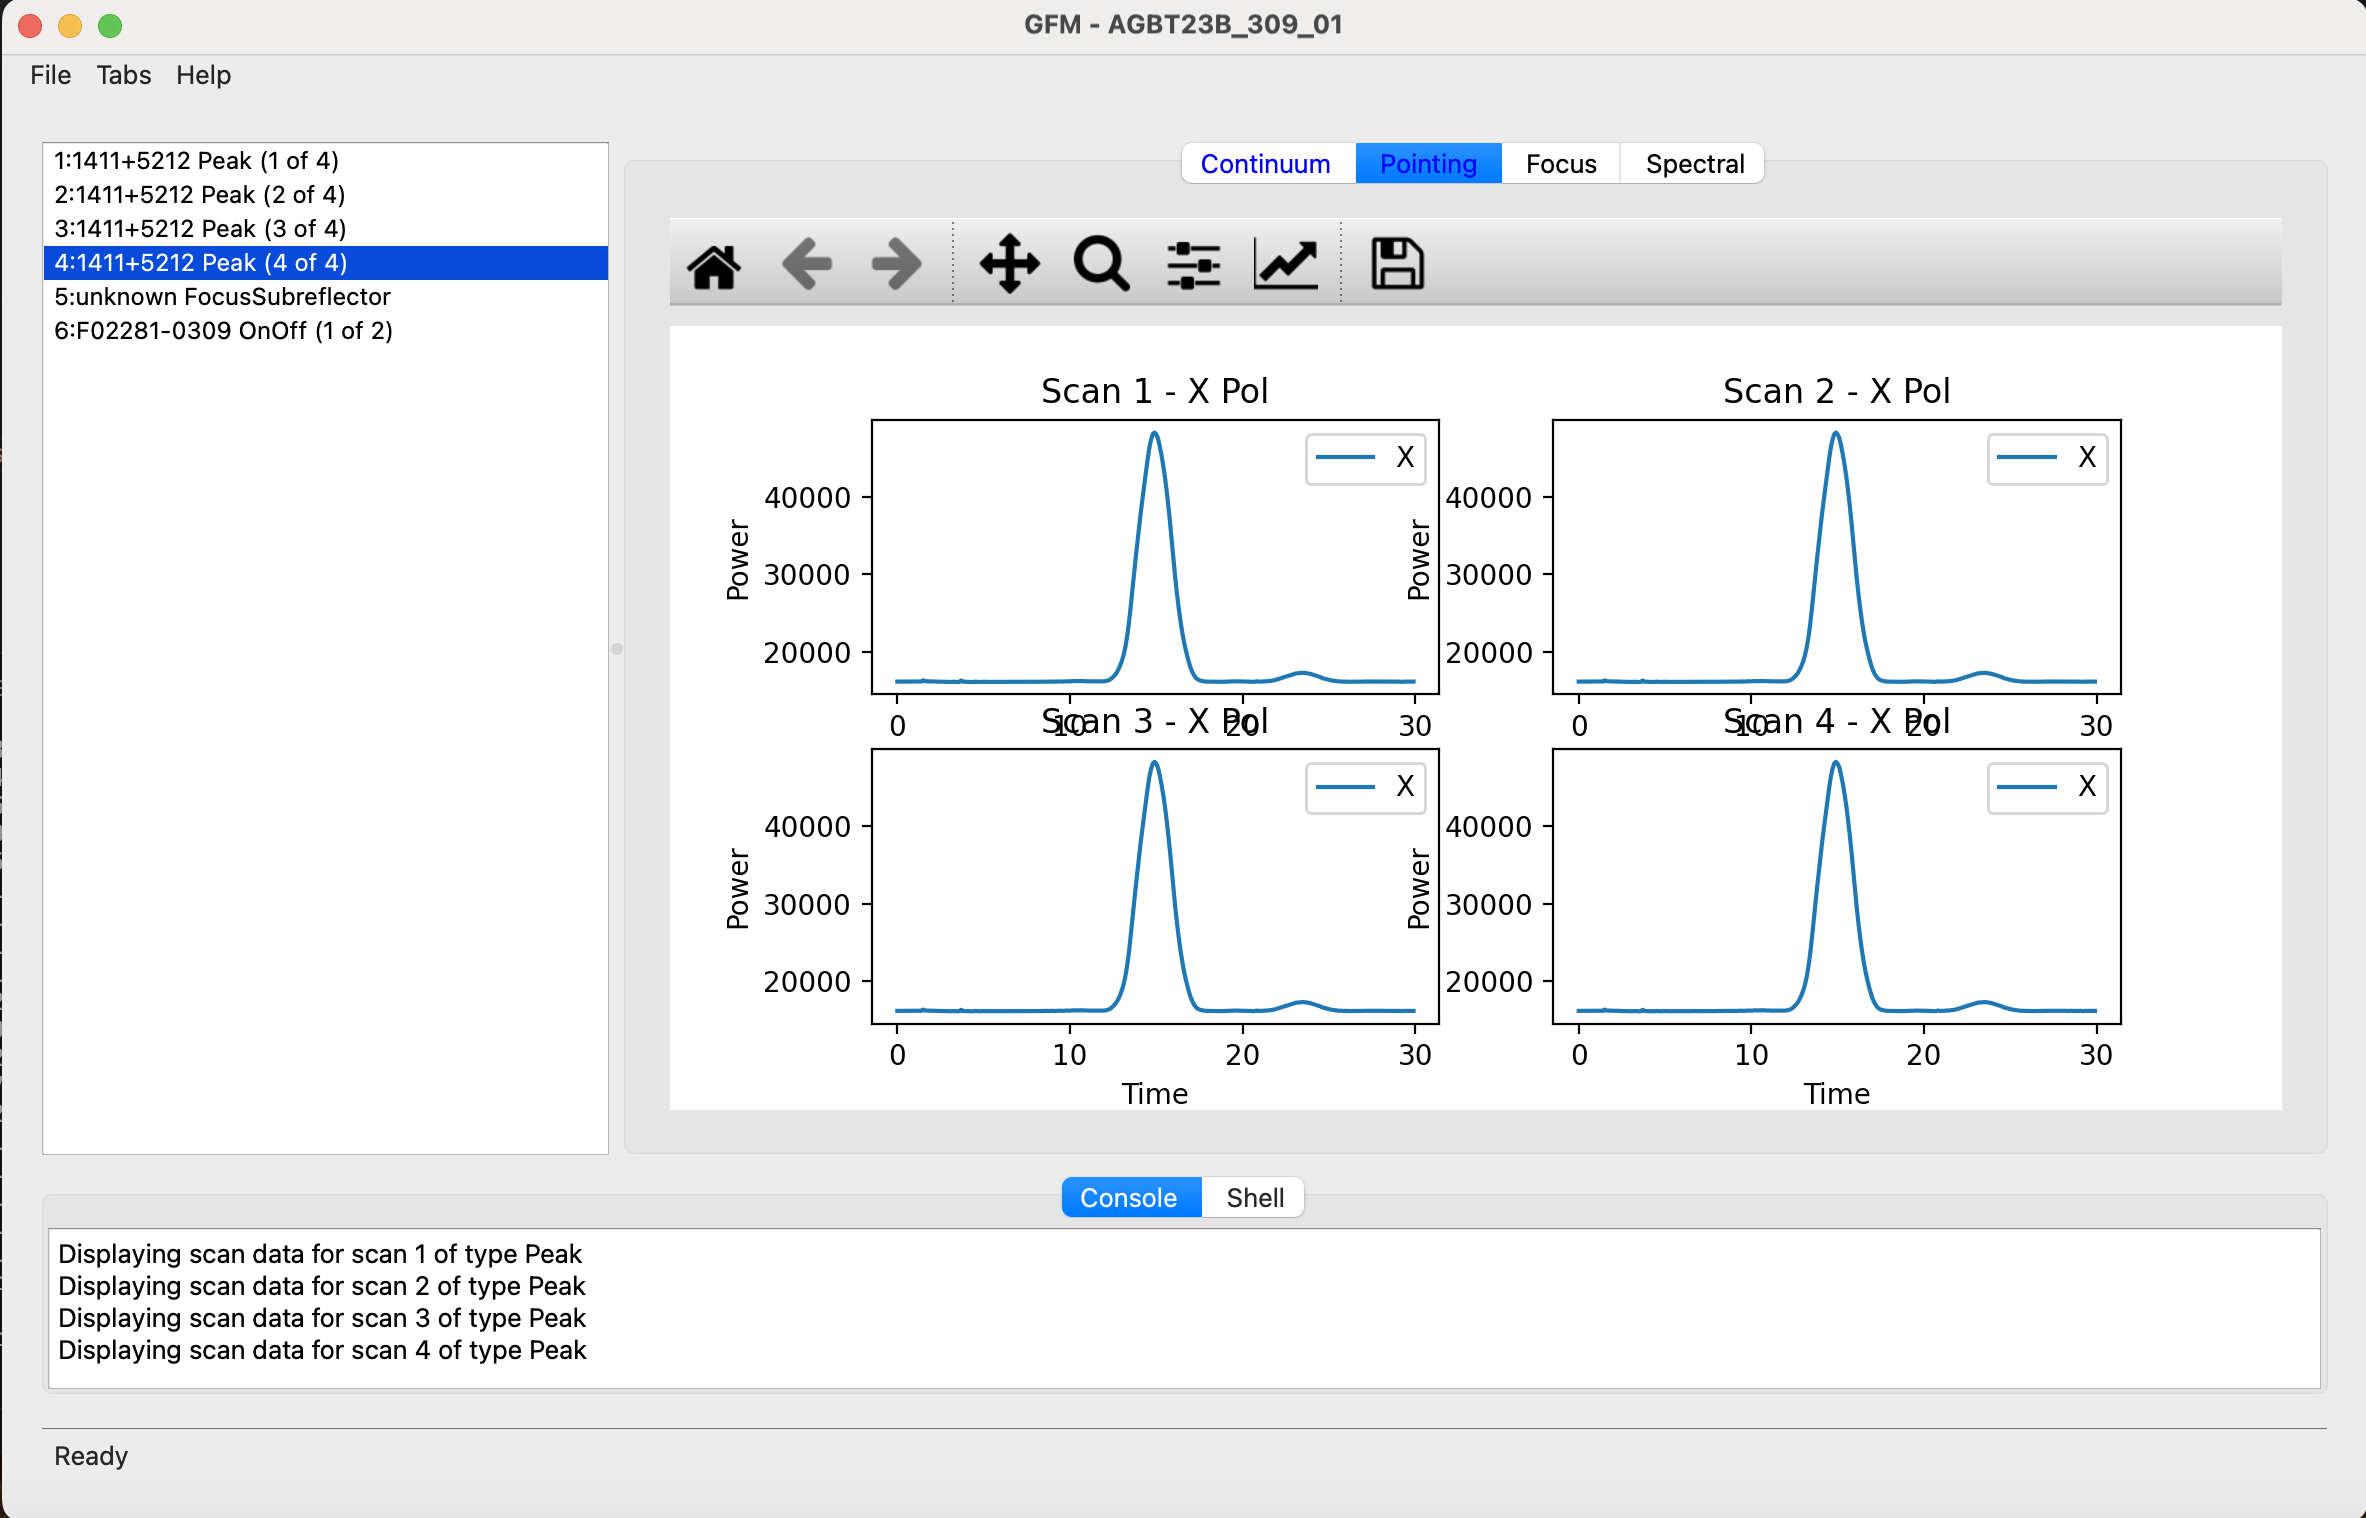 GFM - AGBT23B_309_01
File Tabs Help
1:1411+5212 Peak (1 of 4)
2:1411+5212 Peak (2 of 4)
3:1411+5212 Peak (3 of 4)
4:1411+5212 Peak (4 of 4)
5:unknown FocusSubreflector
6:F02281-0309 OnOff (1 of 2)
Continuum Pointing Focus Spectral
Scan 1 - X Pol
X
40000
30000
20000
Power
0 10 20 30
Scan 2 - X Pol
X
40000
30000
20000
Power
0 10 20 30
Scan 3 - X Pol
X
40000
30000
20000
Power
0 10 20 30
Time
Scan 4 - X Pol
X
40000
30000
20000
Power
0 10 20 30
Time
Console Shell
Displaying scan data for scan 1 of type Peak
Displaying scan data for scan 2 of type Peak
Displaying scan data for scan 3 of type Peak
Displaying scan data for scan 4 of type Peak
Ready